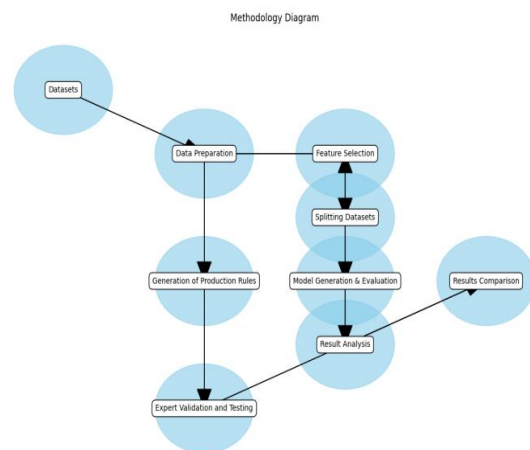 Methodology Diagram
Datasets
Data Preparation
Feature Selection
Splitting Datasets
Generation of Production Rules
Model Generation & Evaluation
Results Comparison
Result Analysis
Expert Validation and Testing